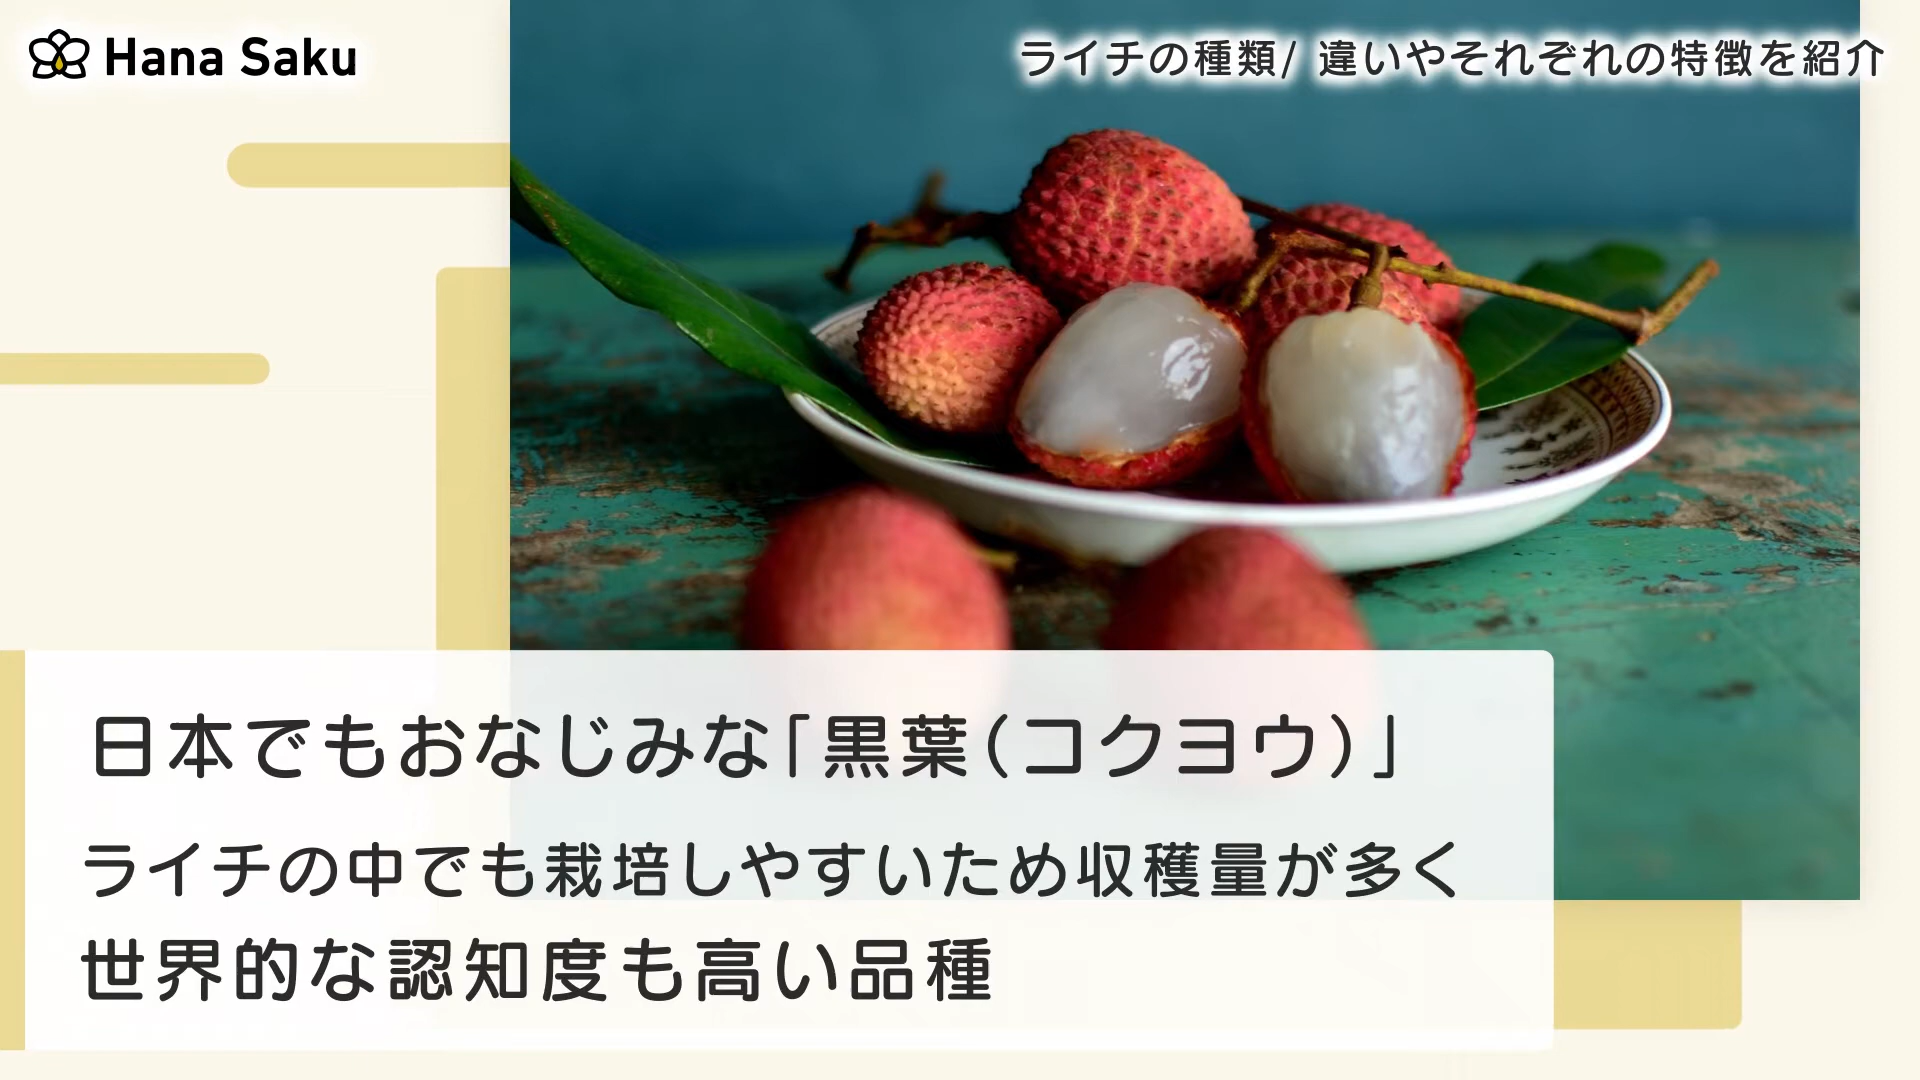 Hana Saku
ライチの種類/ 違いやそれぞれの特徴を紹介
日本でもおなじみな「黒葉(コクヨウ)」
ライチの中でも栽培しやすいため収穫量が多く
世界的な認知度も高い品種